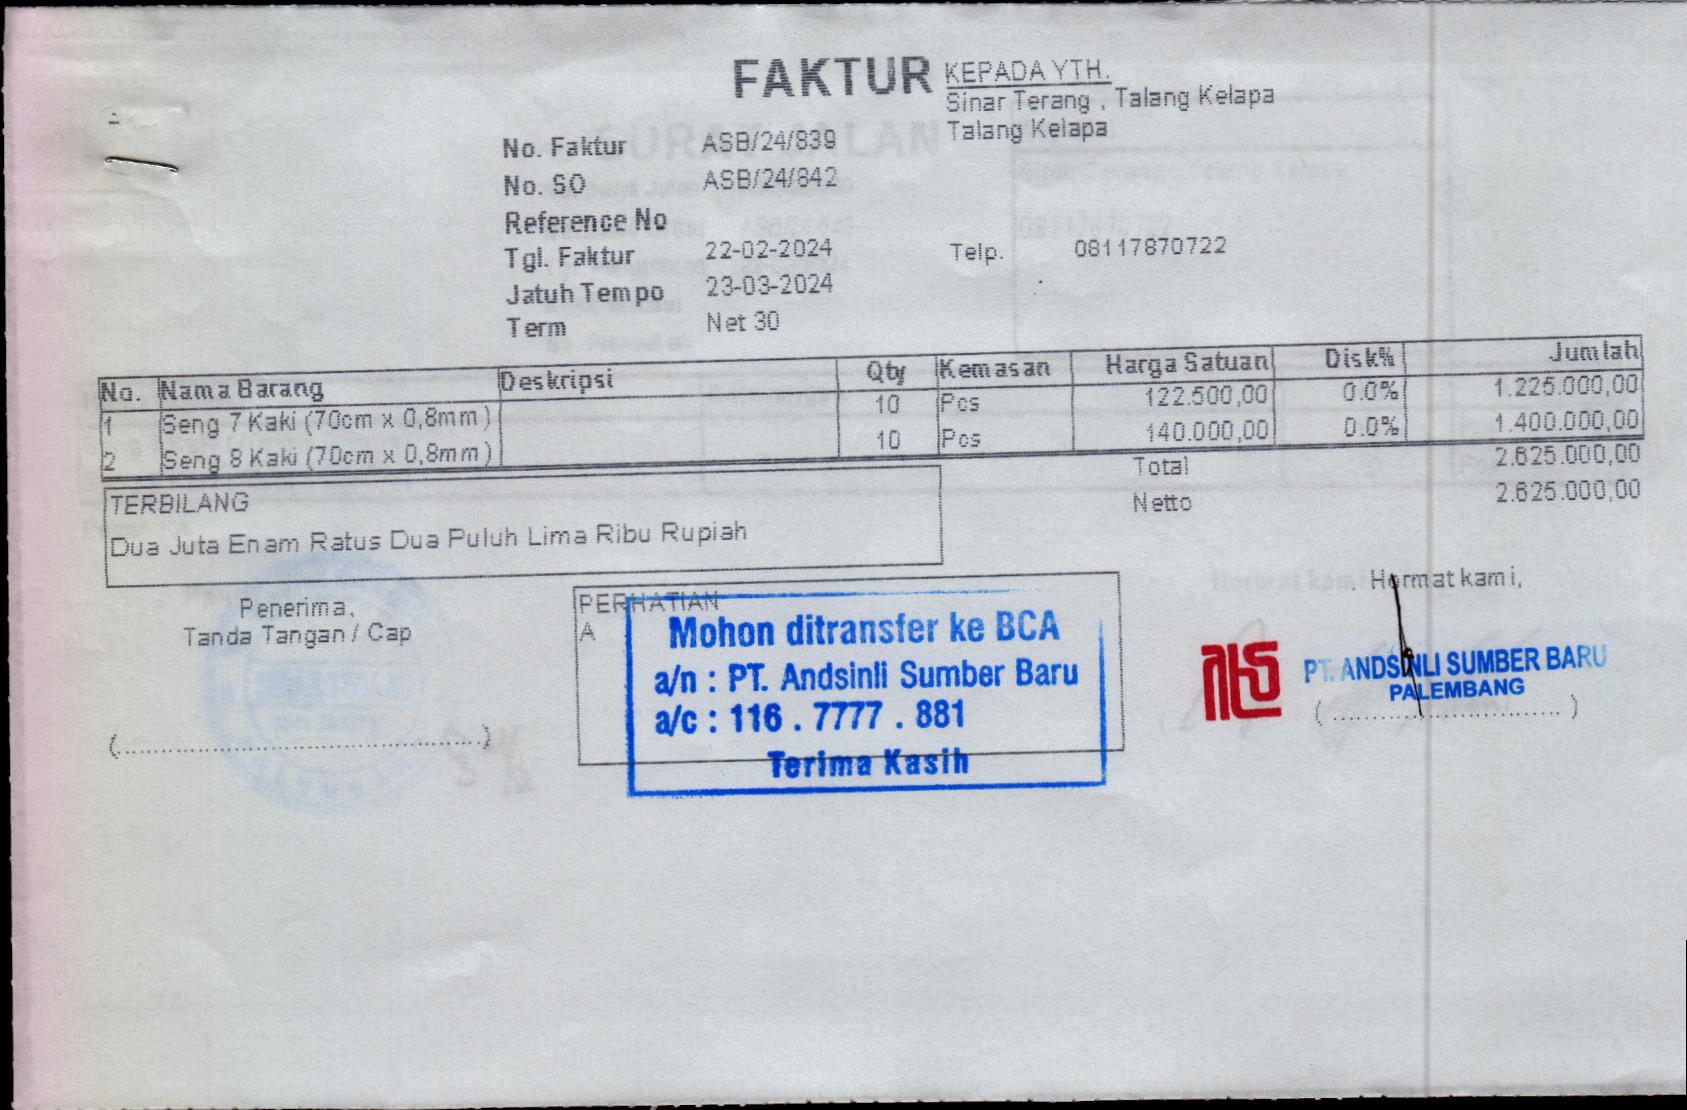 FAKTUR
KEPADA YTH.
Sinar Terang , Talang Kelapa
Talang Kelapa
No. Faktur ASB/24/839
No. SO ASB/24/842
Reference No
Tgl. Faktur 22-02-2024
Telp. 08117870722
Jatuh Tempo 23-03-2024
Term Net 30
No. Nama Barang Deskripsi Qty Kemasan Harga Satuan Disk% Jumlah
1 Seng 7 Kaki (70cm x 0,8mm) 10 Pcs 122.500,00 0.0% 1.225.000,00
2 Seng 8 Kaki (70cm x 0,8mm) 10 Pcs 140.000,00 0.0% 1.400.000,00
Total 2.625.000,00
Netto 2.625.000,00
TERBILANG
Dua Juta Enam Ratus Dua Puluh Lima Ribu Rupiah
Penerima,
Tanda Tangan / Cap
(..........................................)
PERHATIAN
A
Mohon ditransfer ke BCA
a/n : PT. Andsinli Sumber Baru
a/c : 116 . 7777 . 881
Terima Kasih
Hormat kami,
PT. ANDSINLI SUMBER BARU
PALEMBANG
(..............................)